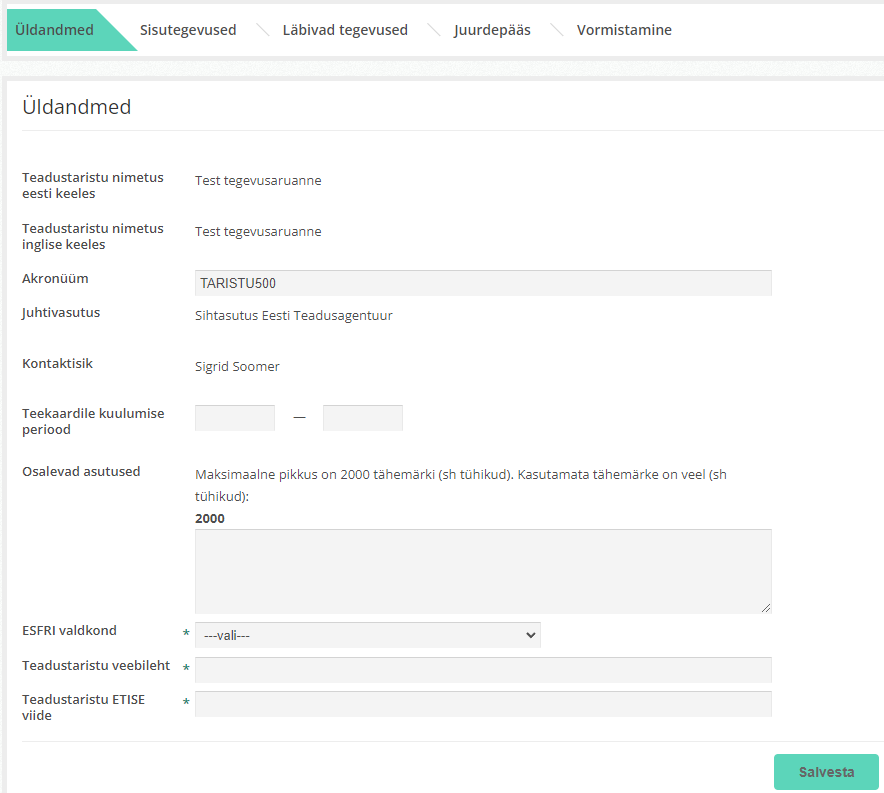 Üldandmed
Sisutegevused
Läbivad tegevused
Juurdepääs
Vormistamine
Üldandmed
Teadustaristu nimetus
eesti keeles
Test tegevusaruanne
Teadustaristu nimetus
inglise keeles
Test tegevusaruanne
Akronüüm
TARISTU500
Juhtivasutus
Sihtasutus Eesti Teadusagentuur
Kontaktisik
Sigrid Soomer
Teekaardile kuulumise
periood
—
Osalevad asutused
Maksimaalne pikkus on 2000 tähemärki (sh tühikud). Kasutamata tähemärke on veel (sh
tühikud):
2000
ESFRI valdkond
*
---vali---
Teadustaristu veebileht
*
Teadustaristu ETISE
viide
*
Salvesta